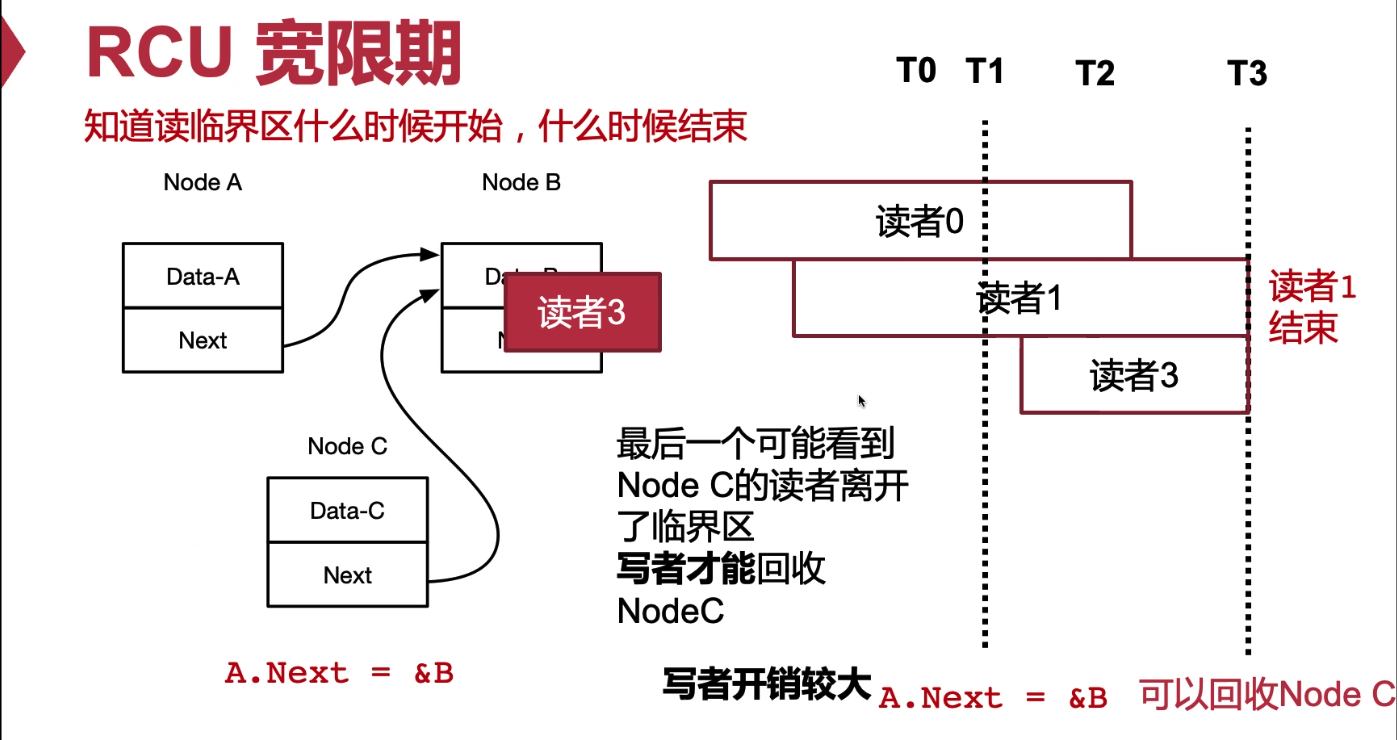 RCU 宽限期
知道读临界区什么时候开始，什么时候结束
T0 T1 T2 T3
Node A
Node B
Data-A
Next
读者3
Node C
Data-C
Next
A.Next = &B
读者0
读者1
读者3
读者1
结束
最后一个可能看到
Node C的读者离开
了临界区
写者才能回收
NodeC
写者开销较大
A.Next = &B
可以回收Node C